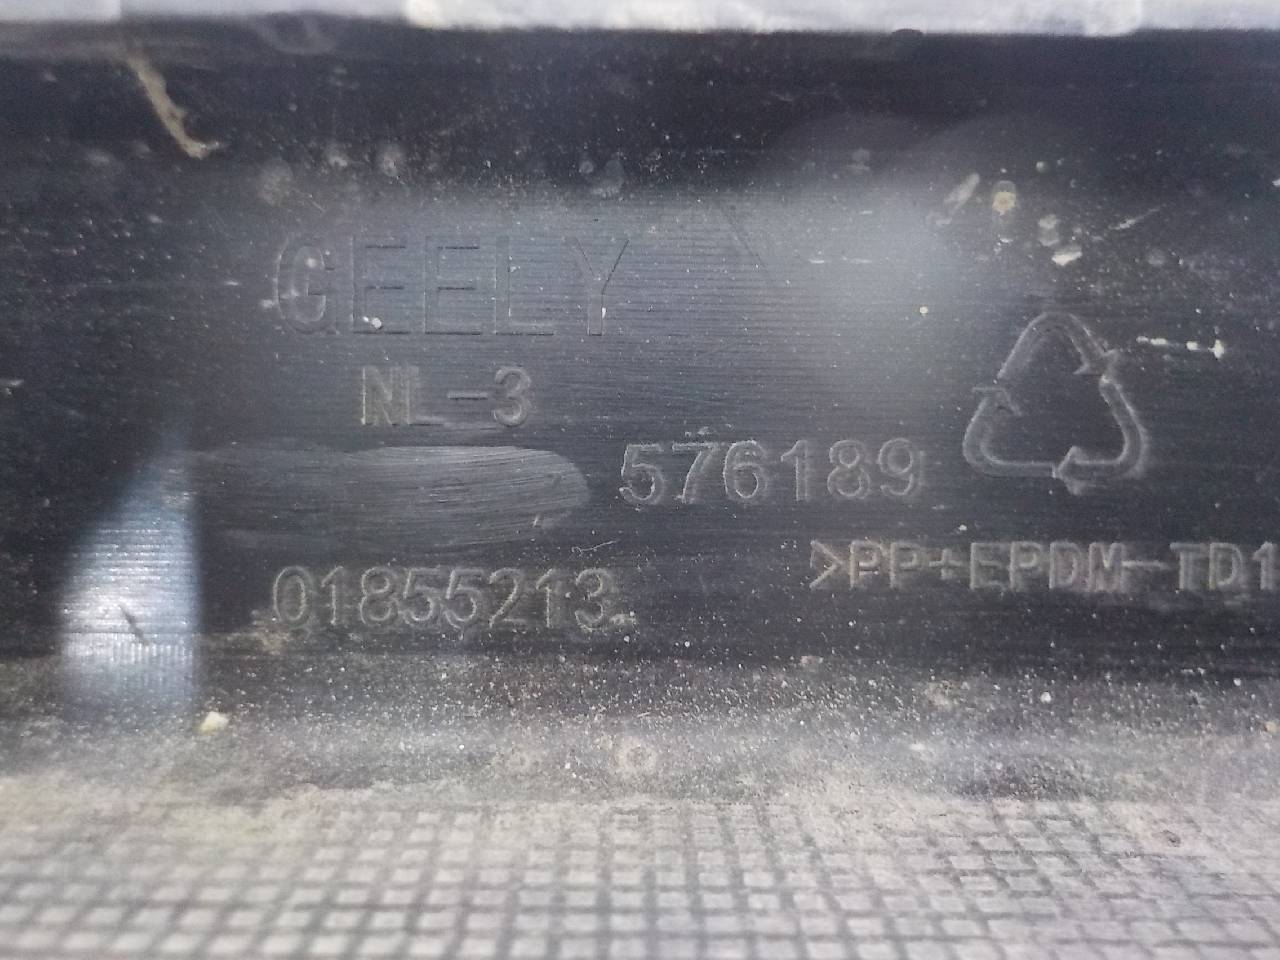 GEELY
NL-3
576189
01855213
>PP+EPDM-TD1